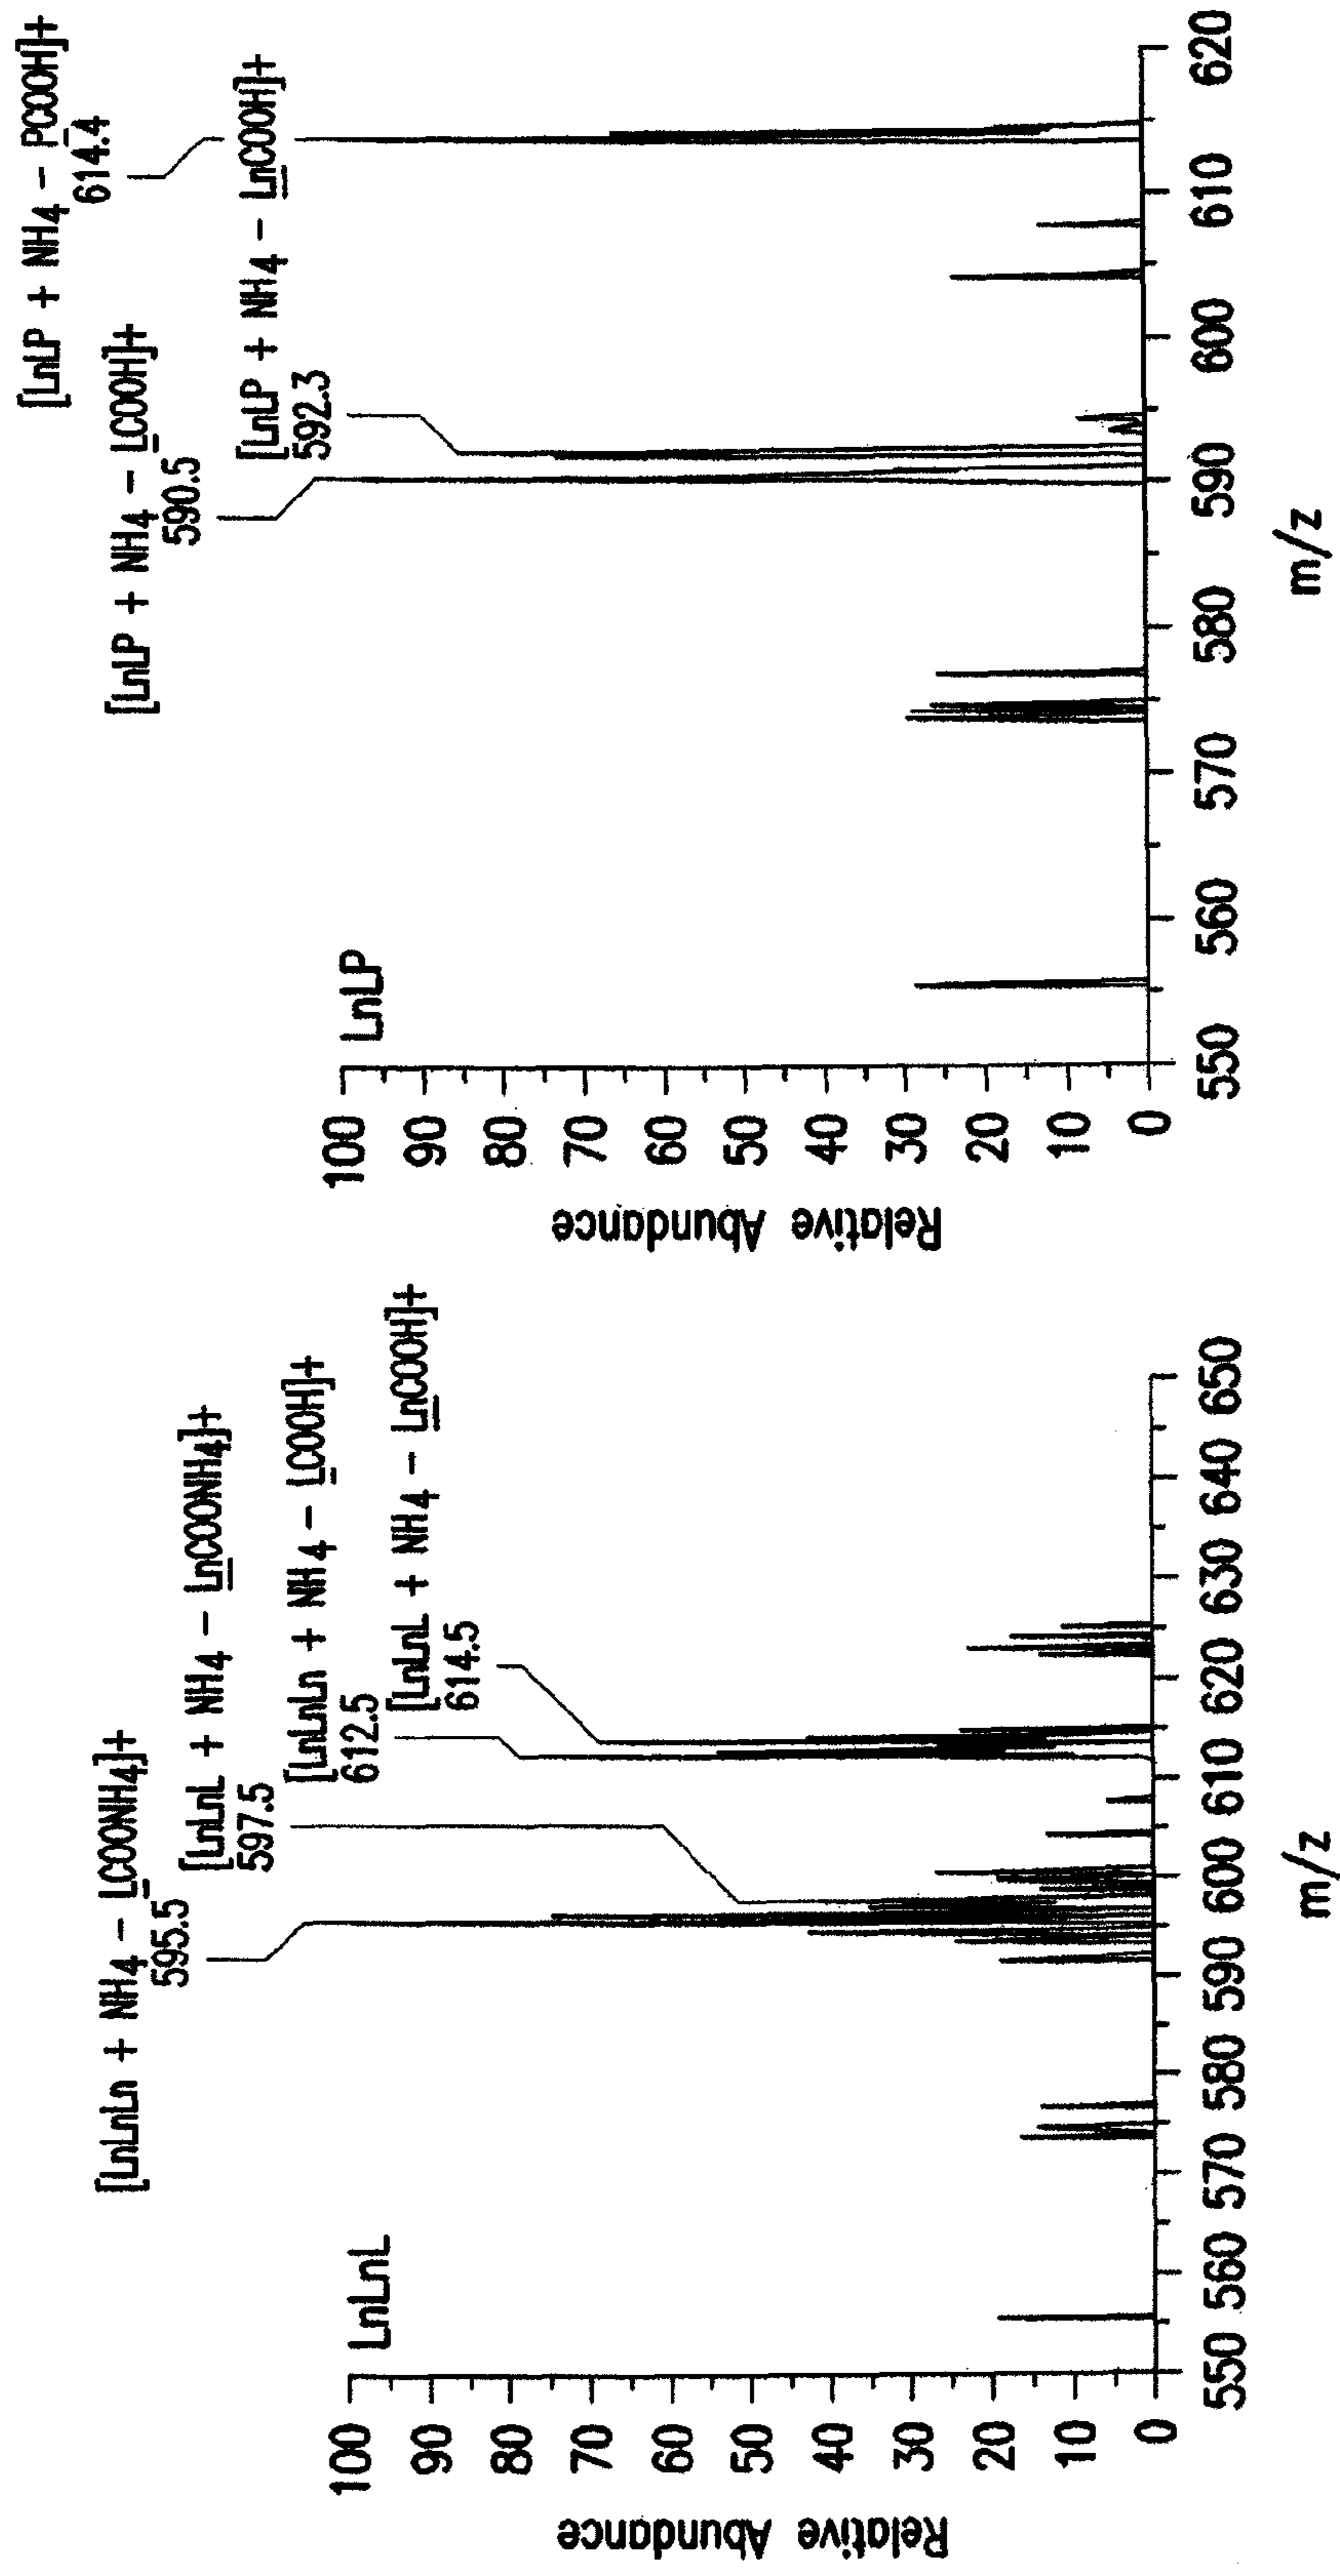 [LnLnLn + NH4 – LCOONH4]+
595.5
[LnLnL + NH4 – LnCOONH4]+
597.5
[LnLnLn + NH4 – LCOOH]+
612.5
[LnLnL + NH4 – LnCOOH]+
614.5
LnLnL
Relative Abundance
100
90
80
70
60
50
40
30
20
10
0
550 560 570 580 590 600 610 620 630 640 650
m/z
[LnLP + NH4 – PCOOH]+
614.4
[LnLP + NH4 – LCOOH]+
590.5
[LnLP + NH4 – LnCOOH]+
592.3
LnLP
Relative Abundance
100
90
80
70
60
50
40
30
20
10
0
550 560 570 580 590 600 610 620
m/z